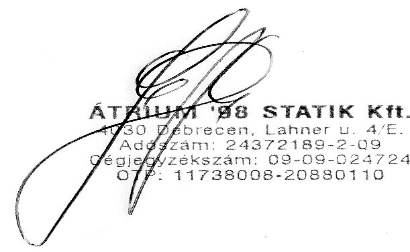 ÁTRIUM '98 STATIK Kft.
4030 Debrecen, Lahner u. 4/E.
Adószám: 24372189-2-09
Cégjegyzékszám: 09-09-024724
OTP: 11738008-20880110